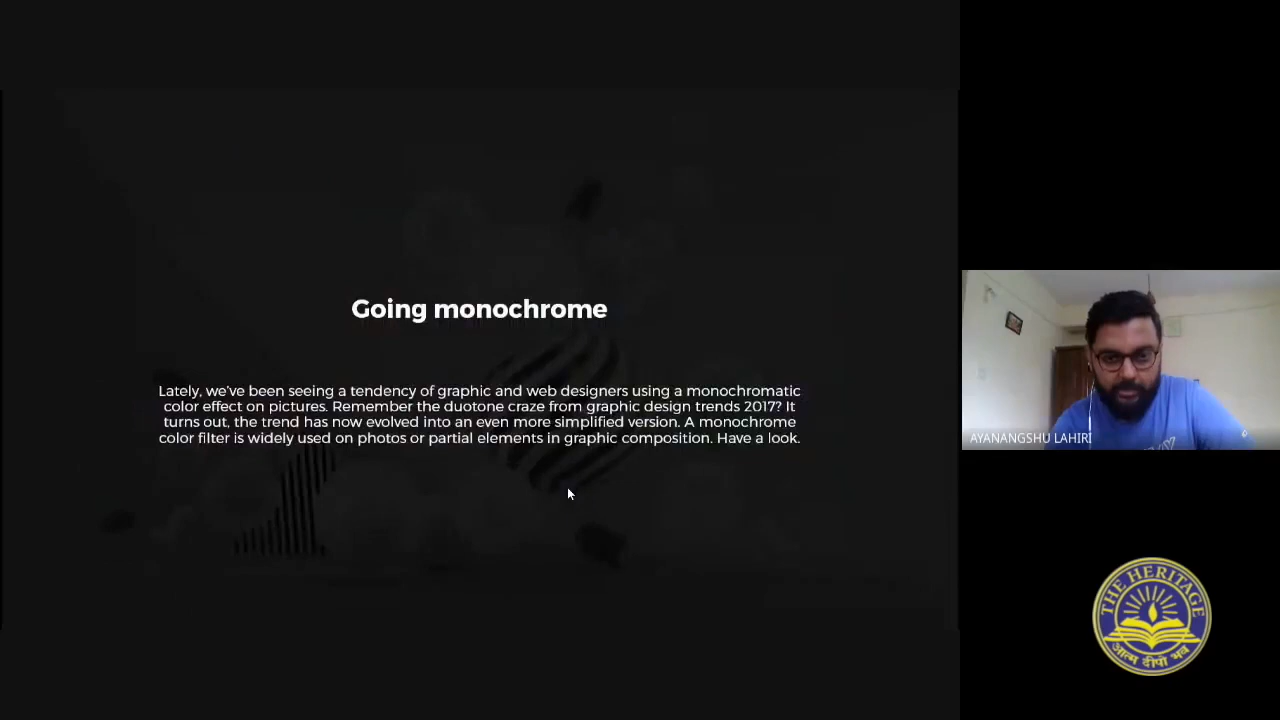 Going monochrome
Lately, we've been seeing a tendency of graphic and web designers using a monochromatic
color effect on pictures. Remember the duotone craze from graphic design trends 2017? It
turns out, the trend has now evolved into an even more simplified version. A monochrome
color filter is widely used on photos or partial elements in graphic composition. Have a look.
AYANANGSHU LAHIRI
THE HERITAGE
आत्म दीपो भव